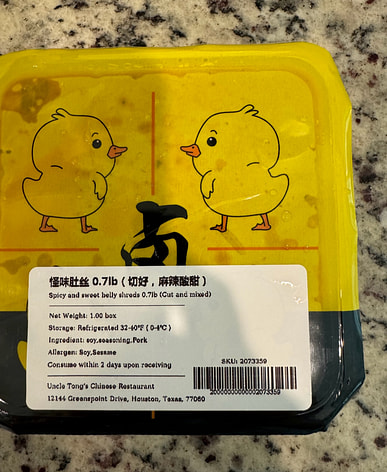 卤
怪味肚丝 0.7lb ( 切好 , 麻辣酸甜 )
Spicy and sweet belly shreds 0.7lb (Cut and mixed)
Net Weight: 1.00 box
Storage: Refrigerated 32-40°F ( 0-4°C )
Ingredient: soy,seasoning,Pork
Allergen: Soy,Sesame
Consume within 2 days upon receiving
SKU: 2073359
2000000000002073359
Uncle Tong's Chinese Restaurant
12144 Greenspoint Drive, Houston, Texas, 77060